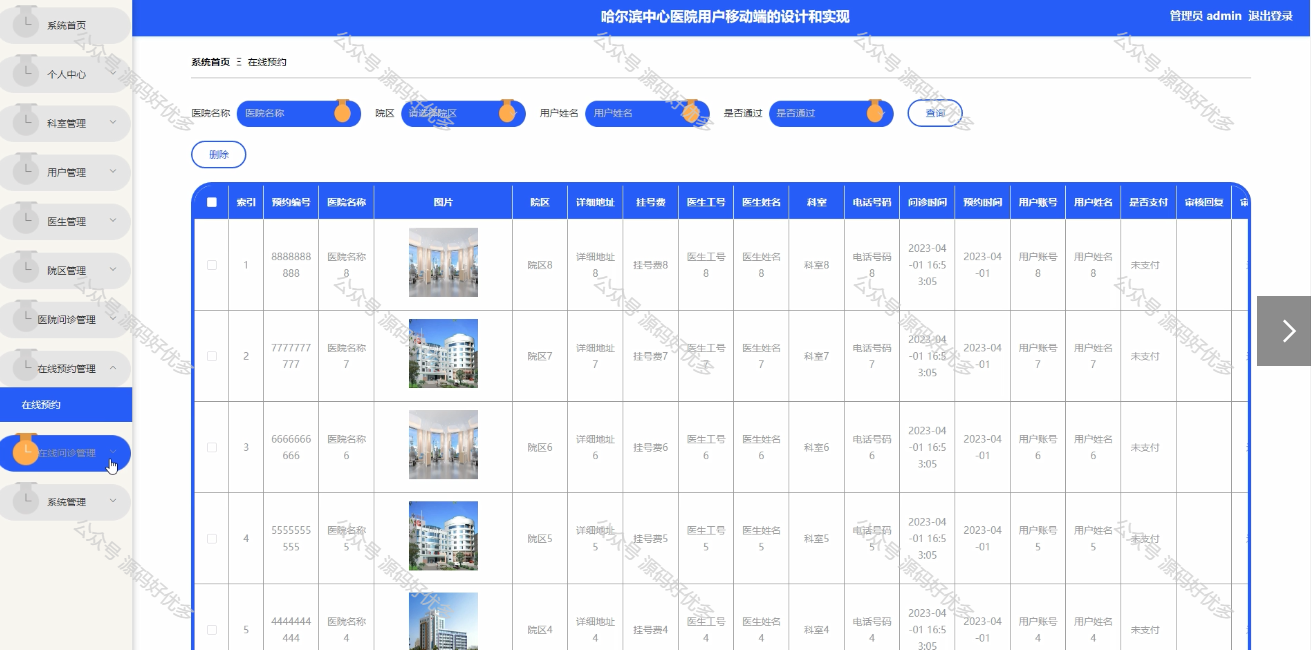 哈尔滨中心医院用户移动端的设计和实现
管理员 admin 退出登录
系统首页
个人中心
科室管理
用户管理
医生管理
院区管理
医院问诊管理
在线预约管理
在线预约
在线问诊管理
系统管理
系统首页 Ξ 在线预约
医院名称 医院名称 院区 请选择院区 用户姓名 用户姓名 是否通过 是否通过 查询
删除
索引 预约编号 医院名称 图片 院区 详细地址 挂号费 医生工号 医生姓名 科室 电话号码 问诊时间 预约时间 用户账号 用户姓名 是否支付 审核回复
1 8888888888 医院名称8 院区8 详细地址8 挂号费8 医生工号8 医生姓名8 科室8 电话号码8 2023-04-01 16:53:05 2023-04-01 用户账号8 用户姓名8 未支付
2 7777777777 医院名称7 院区7 详细地址7 挂号费7 医生工号7 医生姓名7 科室7 电话号码7 2023-04-01 16:53:05 2023-04-01 用户账号7 用户姓名7 未支付
3 6666666666 医院名称6 院区6 详细地址6 挂号费6 医生工号6 医生姓名6 科室6 电话号码6 2023-04-01 16:53:05 2023-04-01 用户账号6 用户姓名6 未支付
4 5555555555 医院名称5 院区5 详细地址5 挂号费5 医生工号5 医生姓名5 科室5 电话号码5 2023-04-01 16:53:05 2023-04-01 用户账号5 用户姓名5 未支付
5 4444444444 医院名称4 院区4 详细地址4 挂号费4 医生工号4 医生姓名4 科室4 电话号码4 2023-04-01 16:53:05 2023-04-01 用户账号4 用户姓名4 未支付
公众号 源码好优多